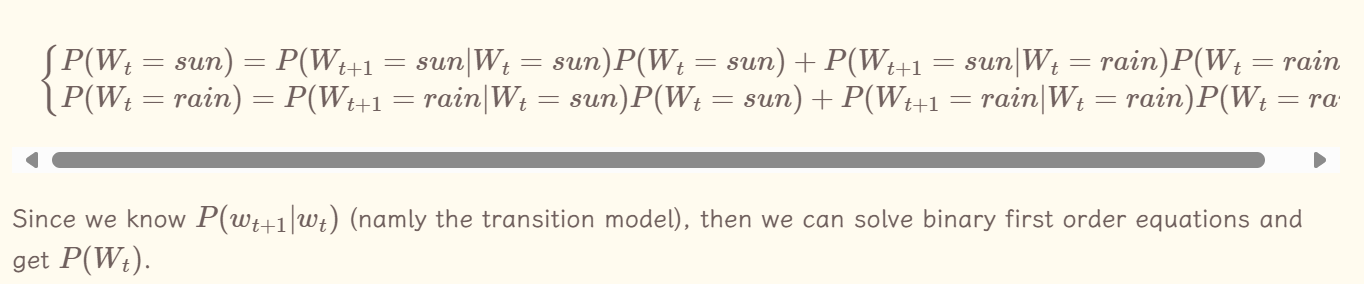 P(W_t = sun) = P(W_{t+1} = sun|W_t = sun)P(W_t = sun) + P(W_{t+1} = sun|W_t = rain)P(W_t = rain
P(W_t = rain) = P(W_{t+1} = rain|W_t = sun)P(W_t = sun) + P(W_{t+1} = rain|W_t = rain)P(W_t =
Since we know P(w_{t+1}|w_t) (namly the transition model), then we can solve binary first order equations and
get P(W_t).